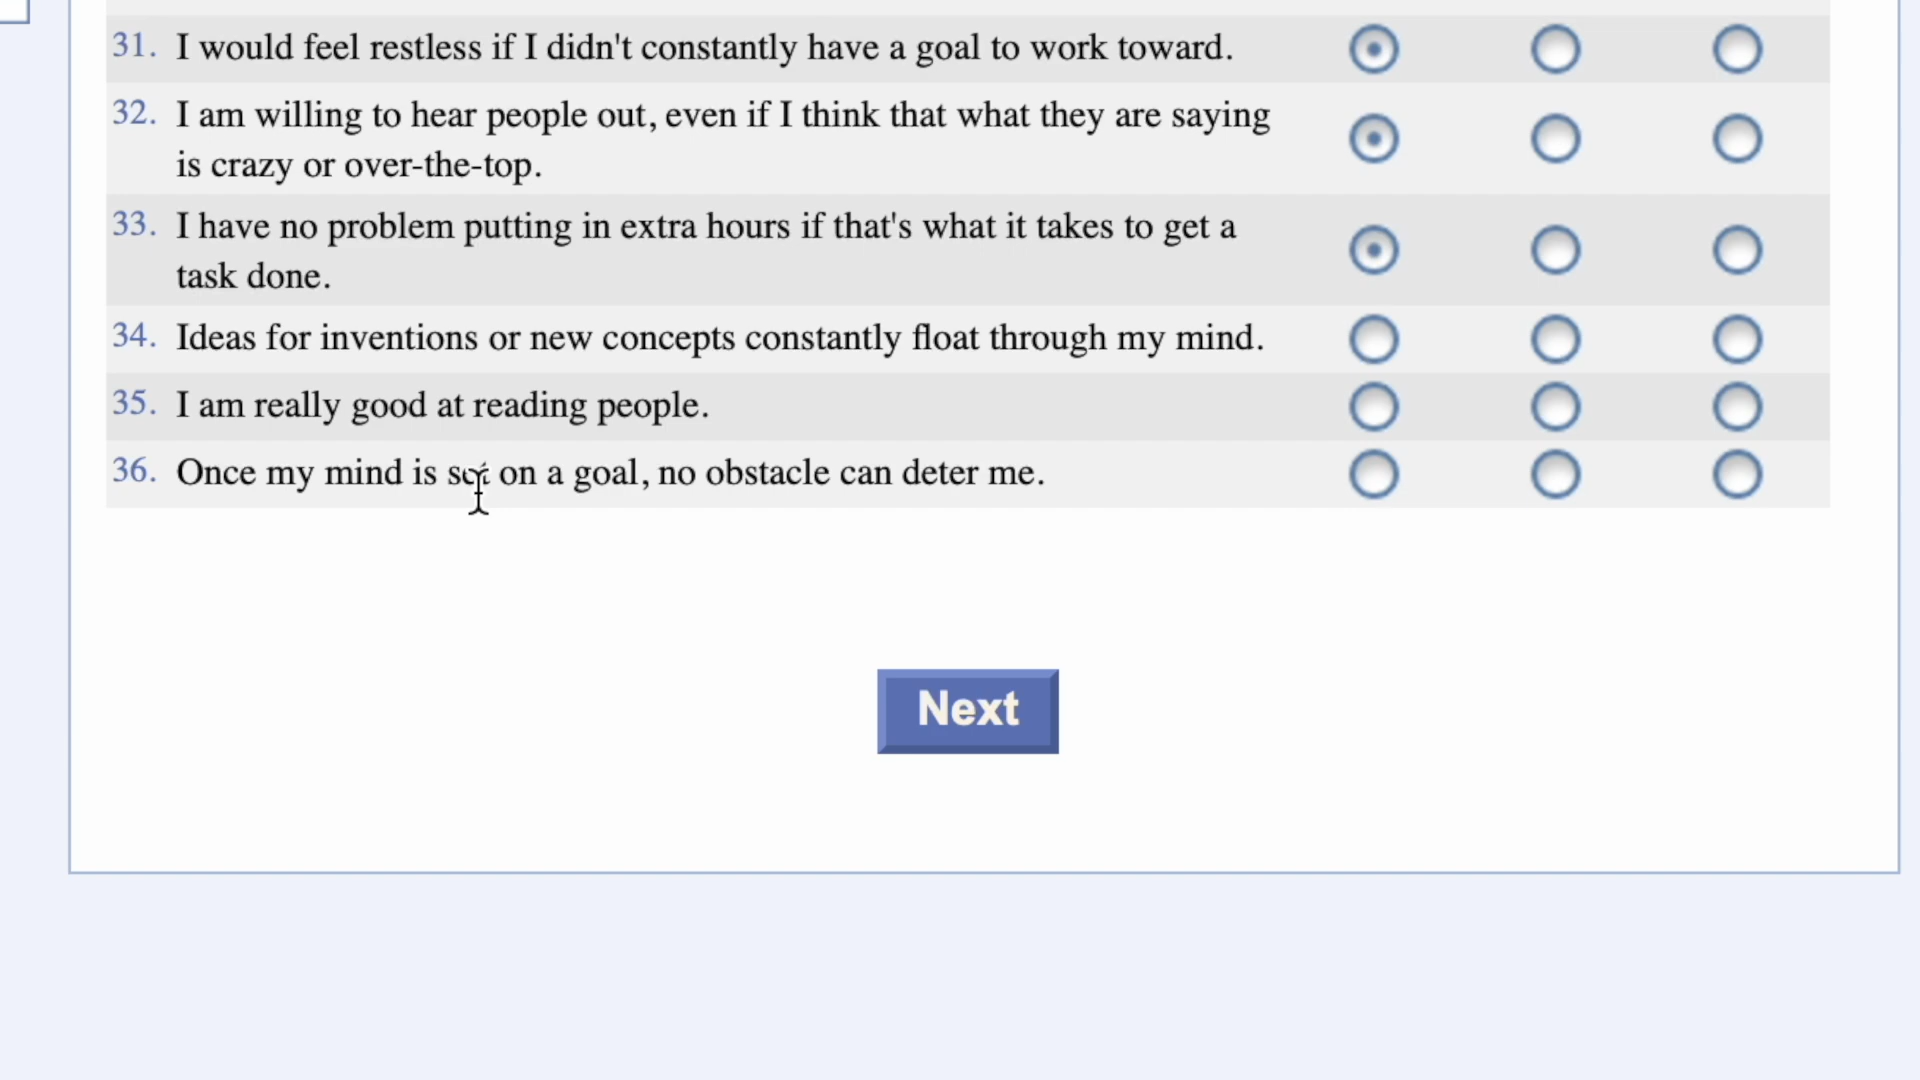 31. I would feel restless if I didn't constantly have a goal to work toward.
32. I am willing to hear people out, even if I think that what they are saying
is crazy or over-the-top.
33. I have no problem putting in extra hours if that's what it takes to get a
task done.
34. Ideas for inventions or new concepts constantly float through my mind.
35. I am really good at reading people.
36. Once my mind is set on a goal, no obstacle can deter me.
Next